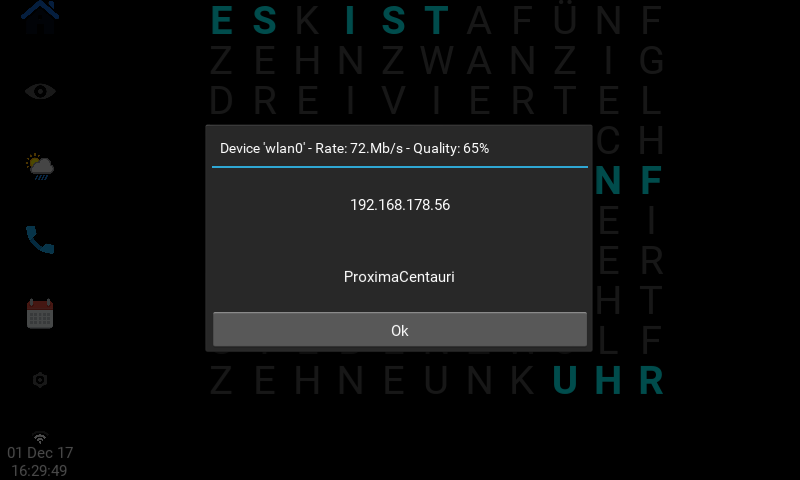 E S K I S T A F Ü N F
Z E H N Z W A N Z I G
D R E I V I E R T E L
C H
Device 'wlan0' - Rate: 72.Mb/s - Quality: 65%
N F
192.168.178.56
E I
E R
ProximaCentauri
H T
Ok
L F
Z E H N E U N K U H R
01 Dec 17
16:29:49